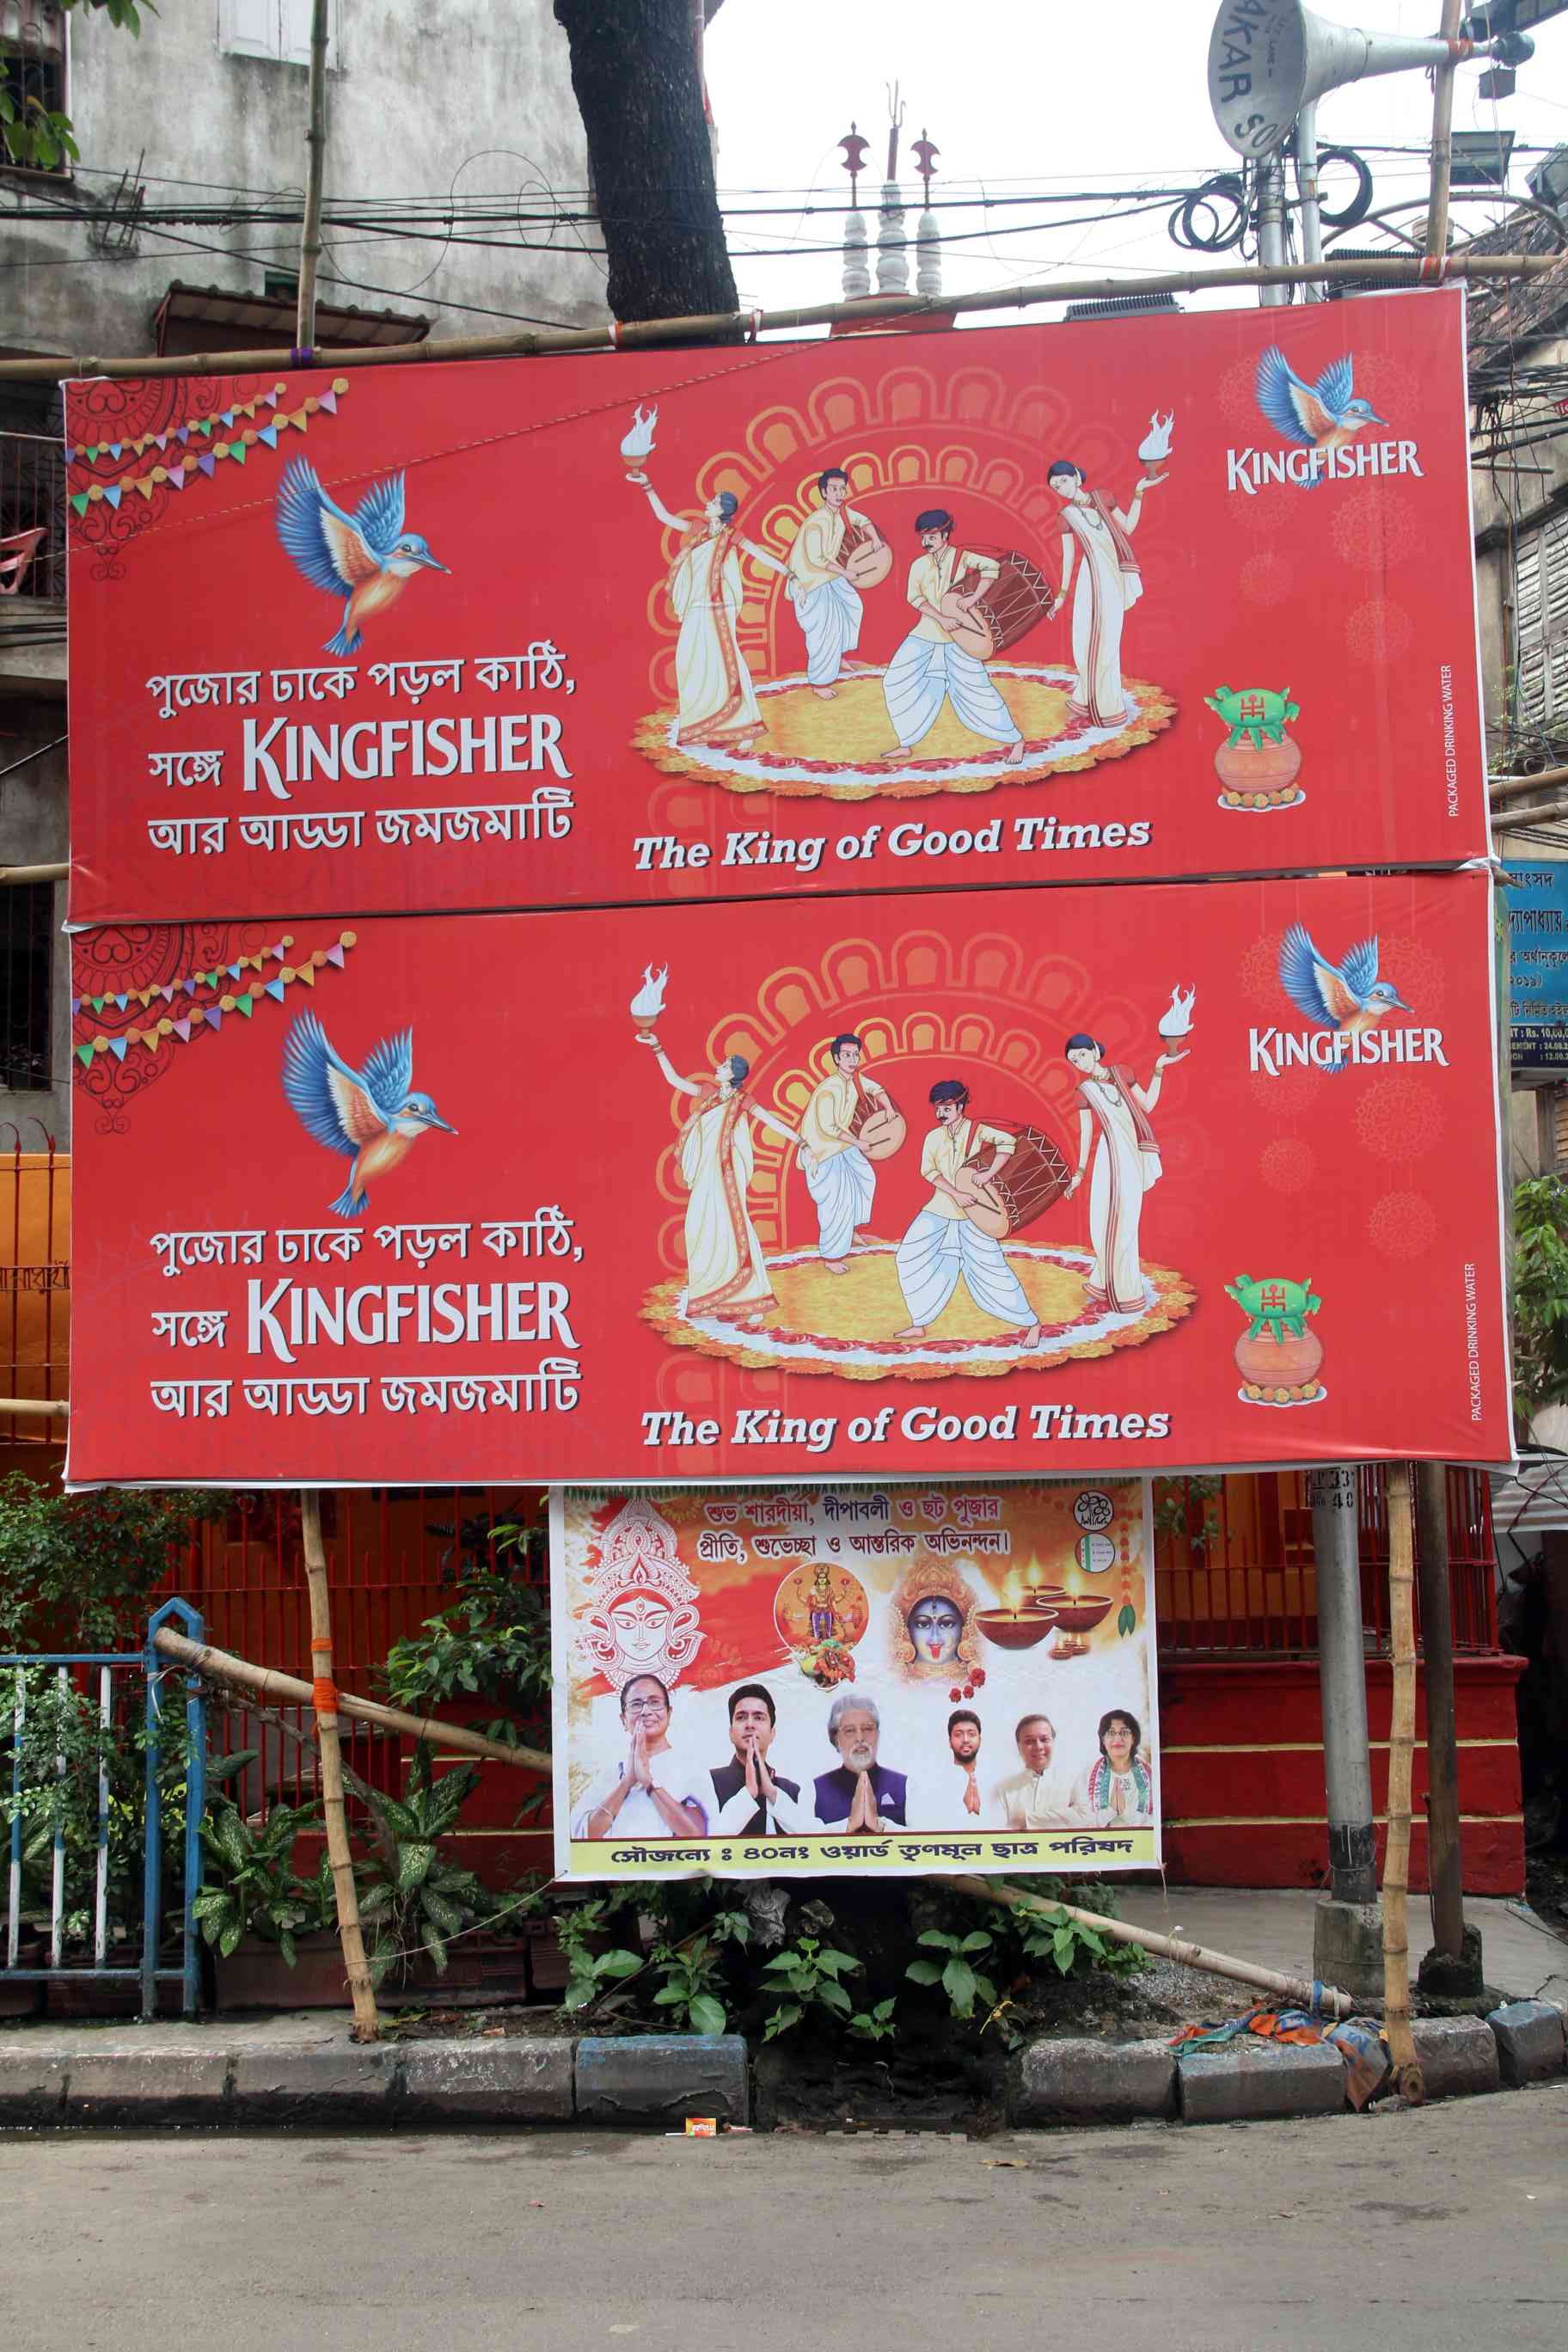 AKAR SO
পুজোর ঢাকে পড়ল কাঠি,
সঙ্গে KINGFISHER
আর আড্ডা জমজমাটি
The King of Good Times
KINGFISHER
PACKAGED DRINKING WATER
পুজোর ঢাকে পড়ল কাঠি,
সঙ্গে KINGFISHER
আর আড্ডা জমজমাটি
The King of Good Times
KINGFISHER
PACKAGED DRINKING WATER
শুভ শারদীয়া, দীপাবলী ও ছট পুজার
প্রীতি, শুভেচ্ছা ও আন্তরিক অভিনন্দন।
সৌজন্যে ঃ ৪০নং ওয়ার্ড তৃণমূল ছাত্র পরিষদ